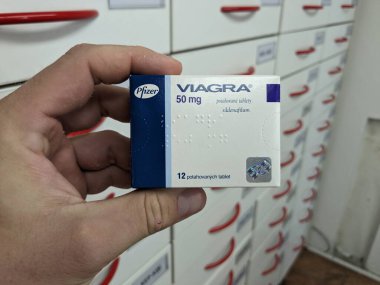 Pfizer
VIAGRA®
50 mg
potahované tablety
sildenafilum
12 potahovaných tablet